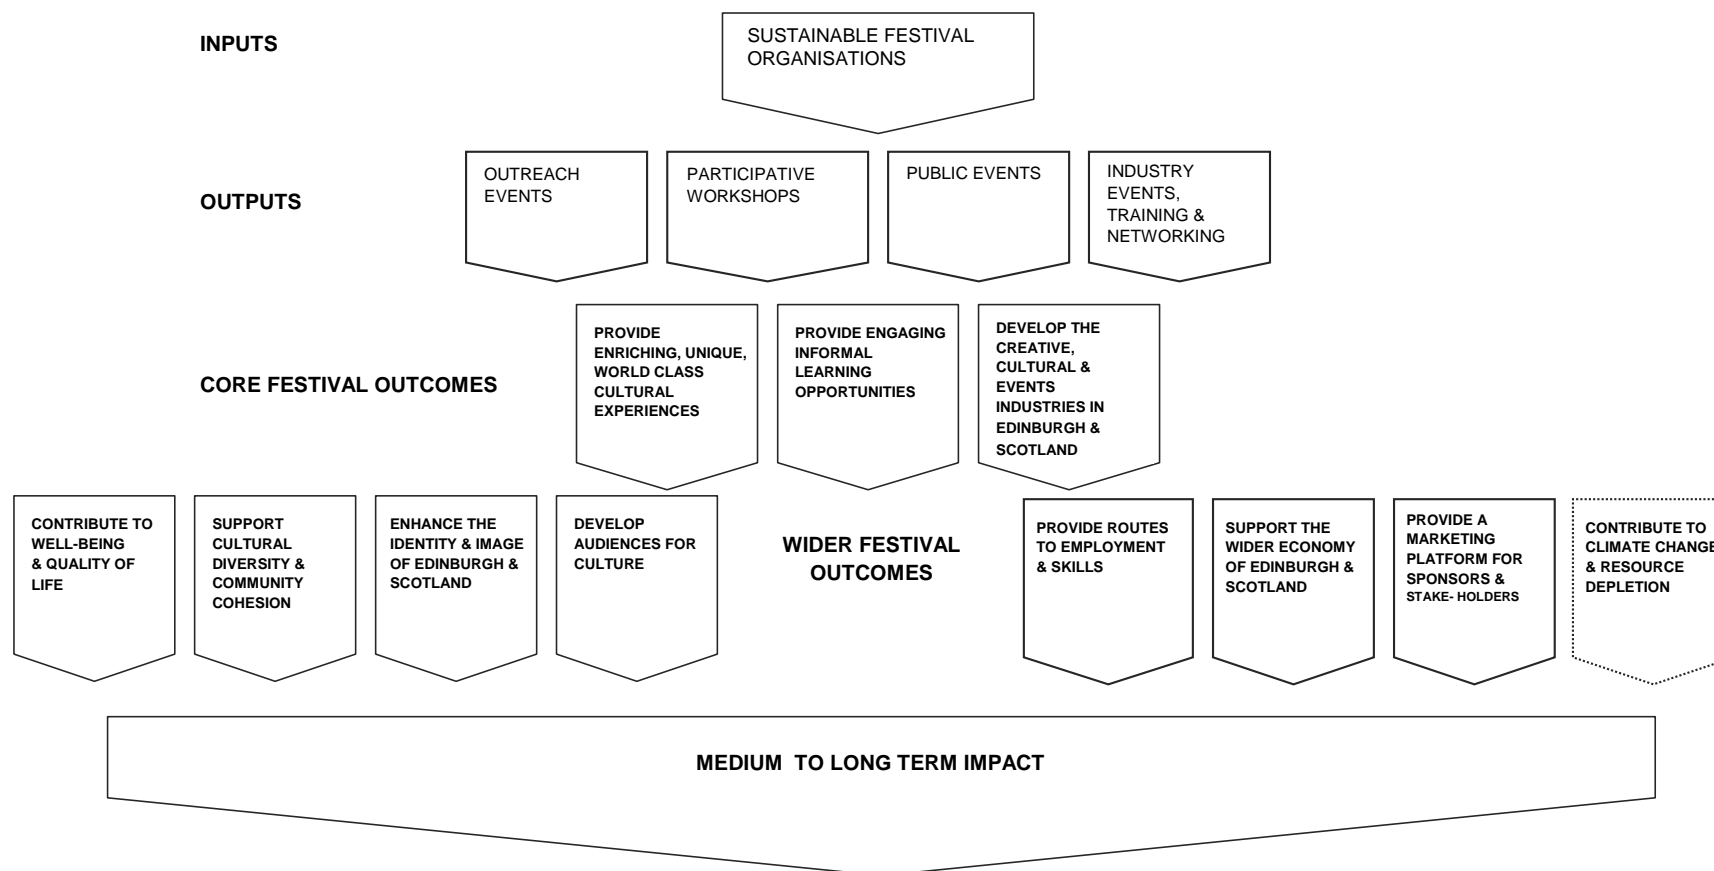 INPUTS
SUSTAINABLE FESTIVAL
ORGANISATIONS
OUTPUTS
OUTREACH
EVENTS
PARTICIPATIVE
WORKSHOPS
PUBLIC EVENTS
INDUSTRY
EVENTS,
TRAINING &
NETWORKING
CORE FESTIVAL OUTCOMES
PROVIDE
ENRICHING, UNIQUE,
WORLD CLASS
CULTURAL
EXPERIENCES
PROVIDE ENGAGING
INFORMAL
LEARNING
OPPORTUNITIES
DEVELOP THE
CREATIVE,
CULTURAL &
EVENTS
INDUSTRIES IN
EDINBURGH &
SCOTLAND
CONTRIBUTE TO
WELL-BEING
& QUALITY OF
LIFE
SUPPORT
CULTURAL
DIVERSITY &
COMMUNITY
COHESION
ENHANCE THE
IDENTITY & IMAGE
OF EDINBURGH &
SCOTLAND
DEVELOP
AUDIENCES FOR
CULTURE
WIDER FESTIVAL
OUTCOMES
PROVIDE ROUTES
TO EMPLOYMENT
& SKILLS
SUPPORT THE
WIDER ECONOMY
OF EDINBURGH &
SCOTLAND
PROVIDE A
MARKETING
PLATFORM FOR
SPONSORS &
STAKE- HOLDERS
CONTRIBUTE TO
CLIMATE CHANGE
& RESOURCE
DEPLETION
MEDIUM  TO LONG TERM IMPACT